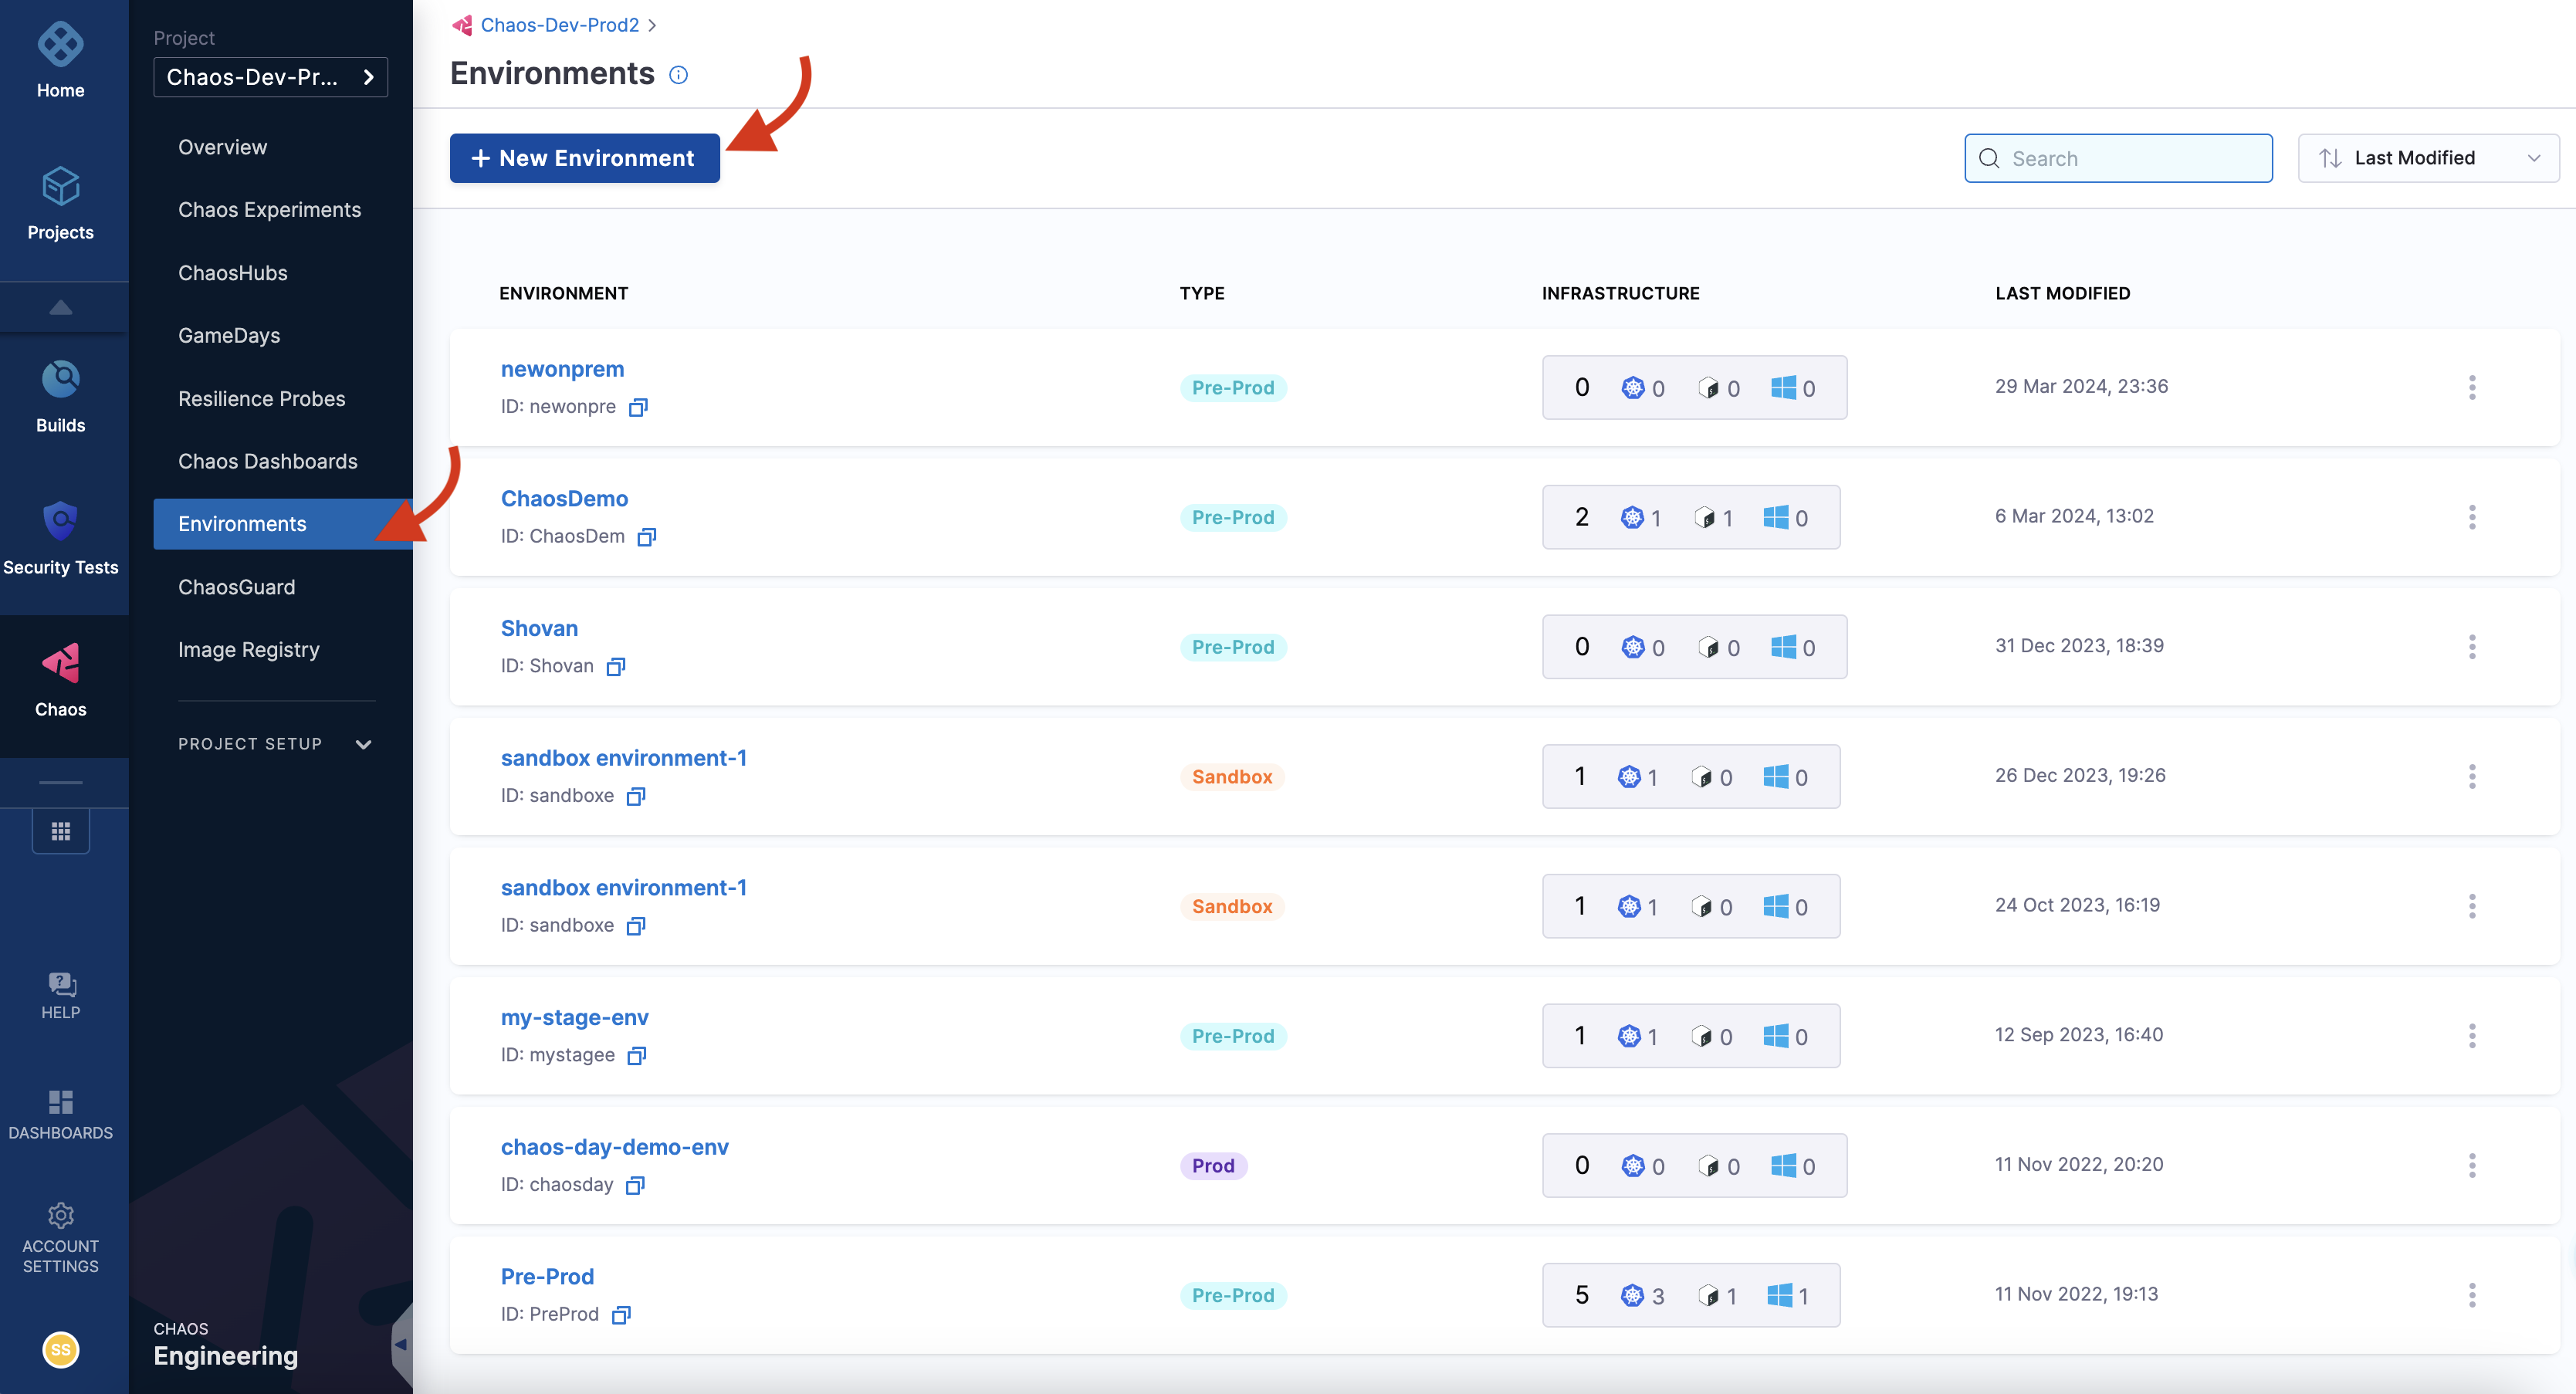 Home
Projects
Builds
Security Tests
Chaos
HELP
DASHBOARDS
ACCOUNT
SETTINGS
SS
Project
Chaos-Dev-Pr...
Overview
Chaos Experiments
ChaosHubs
GameDays
Resilience Probes
Chaos Dashboards
Environments
ChaosGuard
Image Registry
PROJECT SETUP
CHAOS
Engineering
Chaos-Dev-Prod2
Environments
+ New Environment
Search
Last Modified
ENVIRONMENT TYPE INFRASTRUCTURE LAST MODIFIED
newonprem
ID: newonpre
Pre-Prod
0 0 0 0
29 Mar 2024, 23:36
ChaosDemo
ID: ChaosDem
Pre-Prod
2 1 1 0
6 Mar 2024, 13:02
Shovan
ID: Shovan
Pre-Prod
0 0 0 0
31 Dec 2023, 18:39
sandbox environment-1
ID: sandboxe
Sandbox
1 1 0 0
26 Dec 2023, 19:26
sandbox environment-1
ID: sandboxe
Sandbox
1 1 0 0
24 Oct 2023, 16:19
my-stage-env
ID: mystagee
Pre-Prod
1 1 0 0
12 Sep 2023, 16:40
chaos-day-demo-env
ID: chaosday
Prod
0 0 0 0
11 Nov 2022, 20:20
Pre-Prod
ID: PreProd
Pre-Prod
5 3 1 1
11 Nov 2022, 19:13